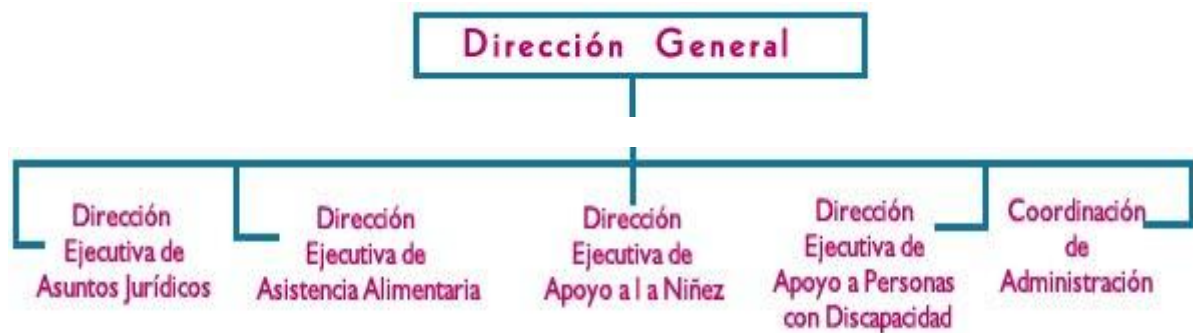 Dirección General
Dirección
Ejecutiva de
Asuntos Jurídicos
Dirección
Ejecutiva de
Asistencia Alimentaria
Dirección
Ejecutiva de
Apoyo a l a Niñez
Dirección
Ejecutiva de
Apoyo a Personas
con Discapacidad
Coordinación
de
Administración